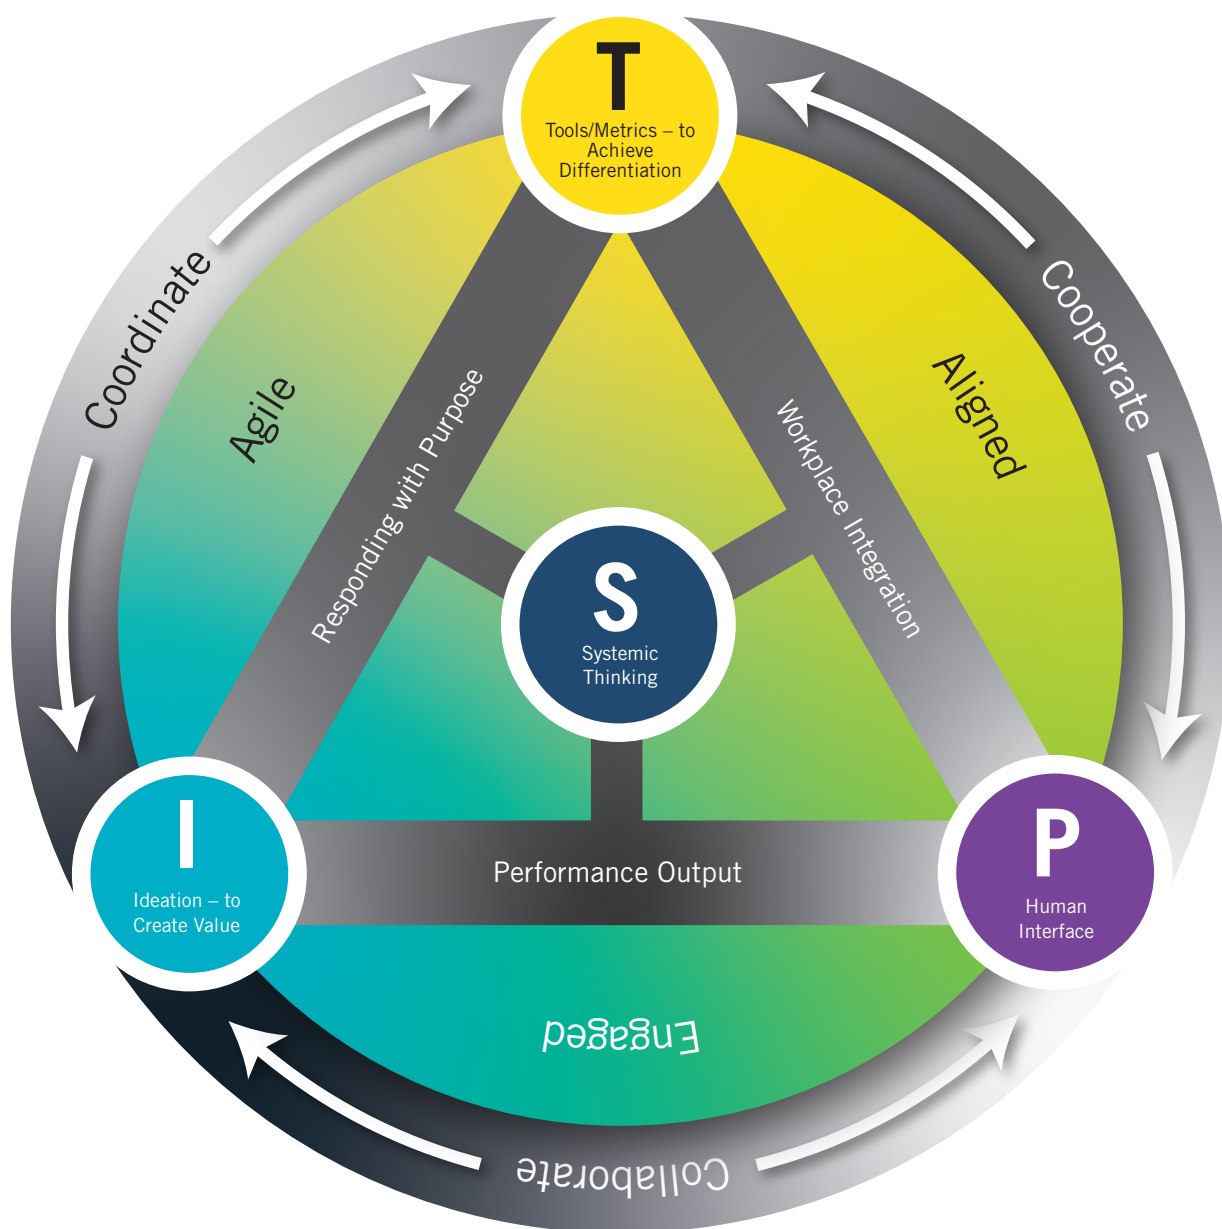 T
Tools/Metrics – to
Achieve
Differentiation
Coordinate
Cooperate
Agile
Aligned
Responding with Purpose
Workplace Integration
S
Systemic
Thinking
I
Ideation – to
Create Value
Performance Output
P
Human
Interface
Engaged
Collaborate